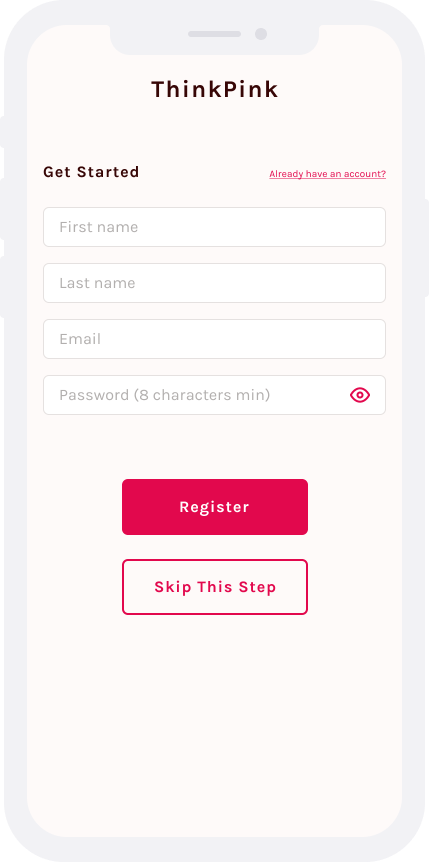 ThinkPink
Get Started
Already have an account?
First name
Last name
Email
Password (8 characters min)
Register
Skip This Step